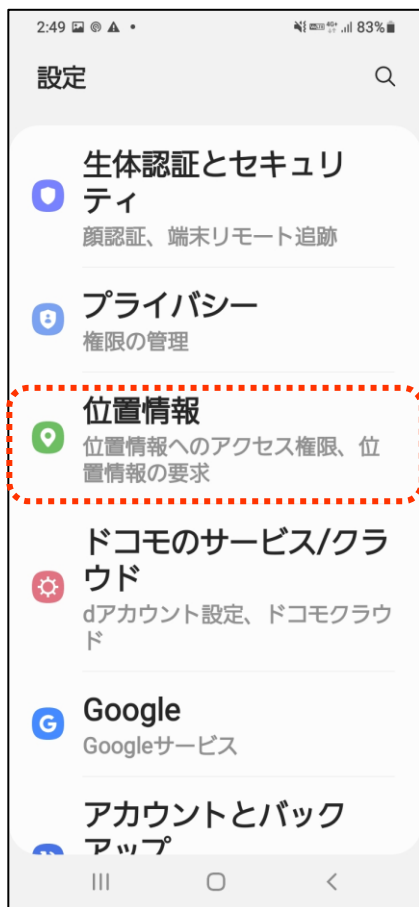 2:49
83%
設定
生体認証とセキュリ
ティ
顔認証、端末リモート追跡
プライバシー
権限の管理
位置情報
位置情報へのアクセス権限、位
置情報の要求
ドコモのサービス/クラ
ウド
dアカウント設定、ドコモクラウ
ド
Google
Googleサービス
アカウントとバック
アップ